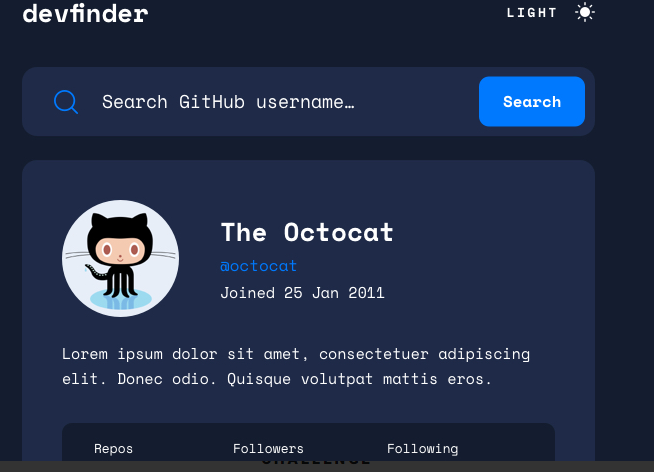 devfinder
LIGHT
Search GitHub username…
Search
The Octocat
@octocat
Joined 25 Jan 2011
Lorem ipsum dolor sit amet, consectetuer adipiscing
elit. Donec odio. Quisque volutpat mattis eros.
Repos Followers Following
CHALLENGE